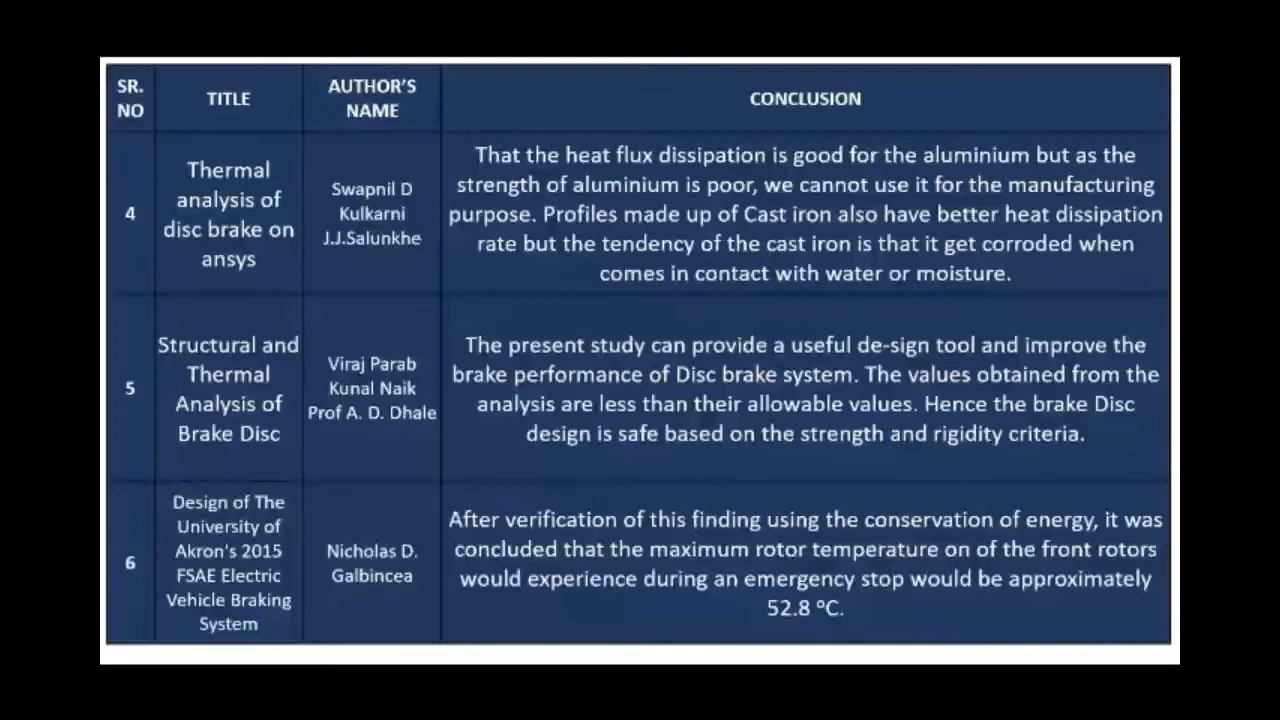 SR. NO
TITLE
AUTHOR'S NAME
CONCLUSION
4
Thermal
analysis of
disc brake on
ansys
Swapnil D
Kulkarni
J.J.Salunkhe
That the heat flux dissipation is good for the aluminium but as the
strength of aluminium is poor, we cannot use it for the manufacturing
purpose. Profiles made up of Cast iron also have better heat dissipation
rate but the tendency of the cast iron is that it get corroded when
comes in contact with water or moisture.
5
Structural and
Thermal
Analysis of
Brake Disc
Viraj Parab
Kunal Naik
Prof A. D. Dhale
The present study can provide a useful de-sign tool and improve the
brake performance of Disc brake system. The values obtained from the
analysis are less than their allowable values. Hence the brake Disc
design is safe based on the strength and rigidity criteria.
6
Design of The
University of
Akron's 2015
FSAE Electric
Vehicle Braking
System
Nicholas D.
Galbincea
After verification of this finding using the conservation of energy, it was
concluded that the maximum rotor temperature on of the front rotors
would experience during an emergency stop would be approximately
52.8 ºC.